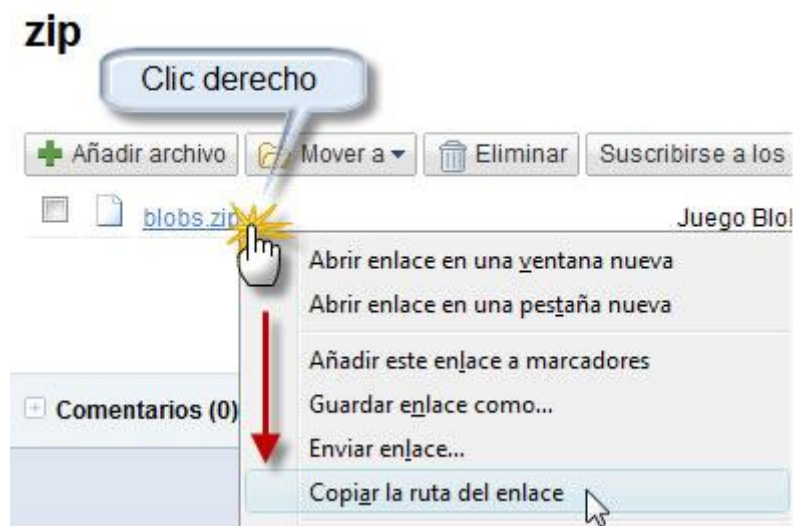 zip
Clic derecho
Añadir archivo Mover a Eliminar Suscribirse a los
blobs.zip Juego
Abrir enlace en una ventana nueva
Abrir enlace en una pestaña nueva
Añadir este enlace a marcadores
Guardar enlace como...
Comentarios (0)
Enviar enlace...
Copiar la ruta del enlace